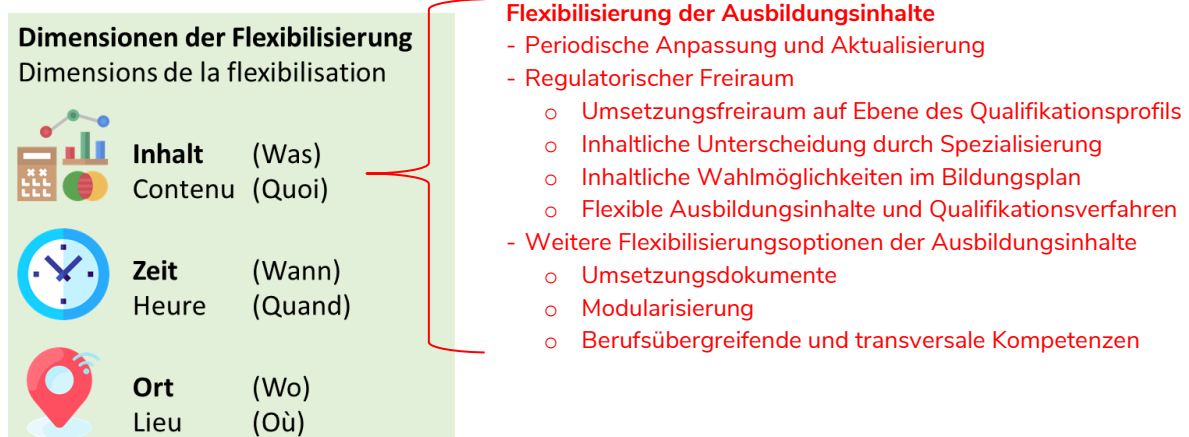 Dimensionen der Flexibilisierung
Dimensions de la flexibilisation
Inhalt (Was)
Contenu (Quoi)
Zeit (Wann)
Heure (Quand)
Ort (Wo)
Lieu (Où)
Flexibilisierung der Ausbildungsinhalte
- Periodische Anpassung und Aktualisierung
- Regulatorischer Freiraum
o Umsetzungsfreiraum auf Ebene des Qualifikationsprofils
o Inhaltliche Unterscheidung durch Spezialisierung
o Inhaltliche Wahlmöglichkeiten im Bildungsplan
o Flexible Ausbildungsinhalte und Qualifikationsverfahren
- Weitere Flexibilisierungsoptionen der Ausbildungsinhalte
o Umsetzungsdokumente
o Modularisierung
o Berufsübergreifende und transversale Kompetenzen